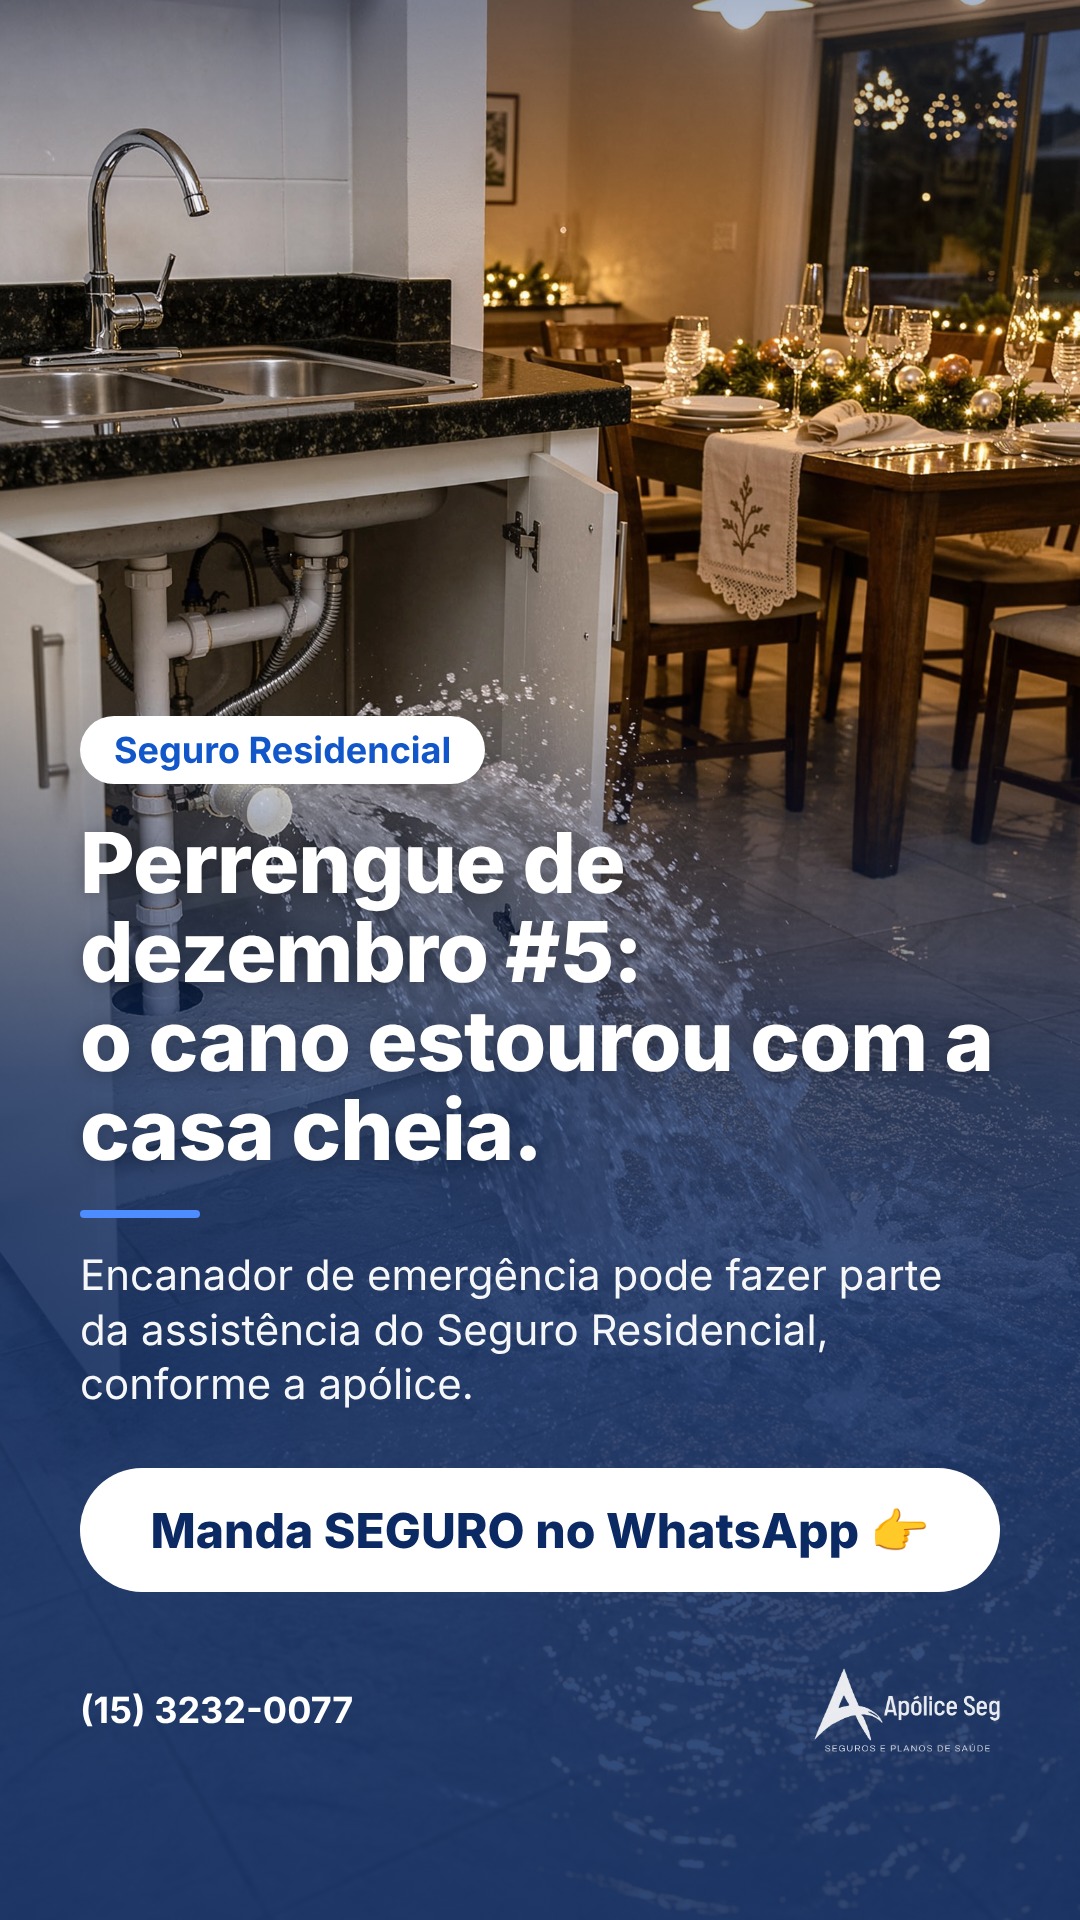 Seguro Residencial
Perrengue de
dezembro #5:
o cano estourou com a
casa cheia.
Encanador de emergência pode fazer parte
da assistência do Seguro Residencial,
conforme a apólice.
Manda SEGURO no WhatsApp 👉
(15) 3232-0077
Apólice Seg
SEGUROS E PLANOS DE SAÚDE